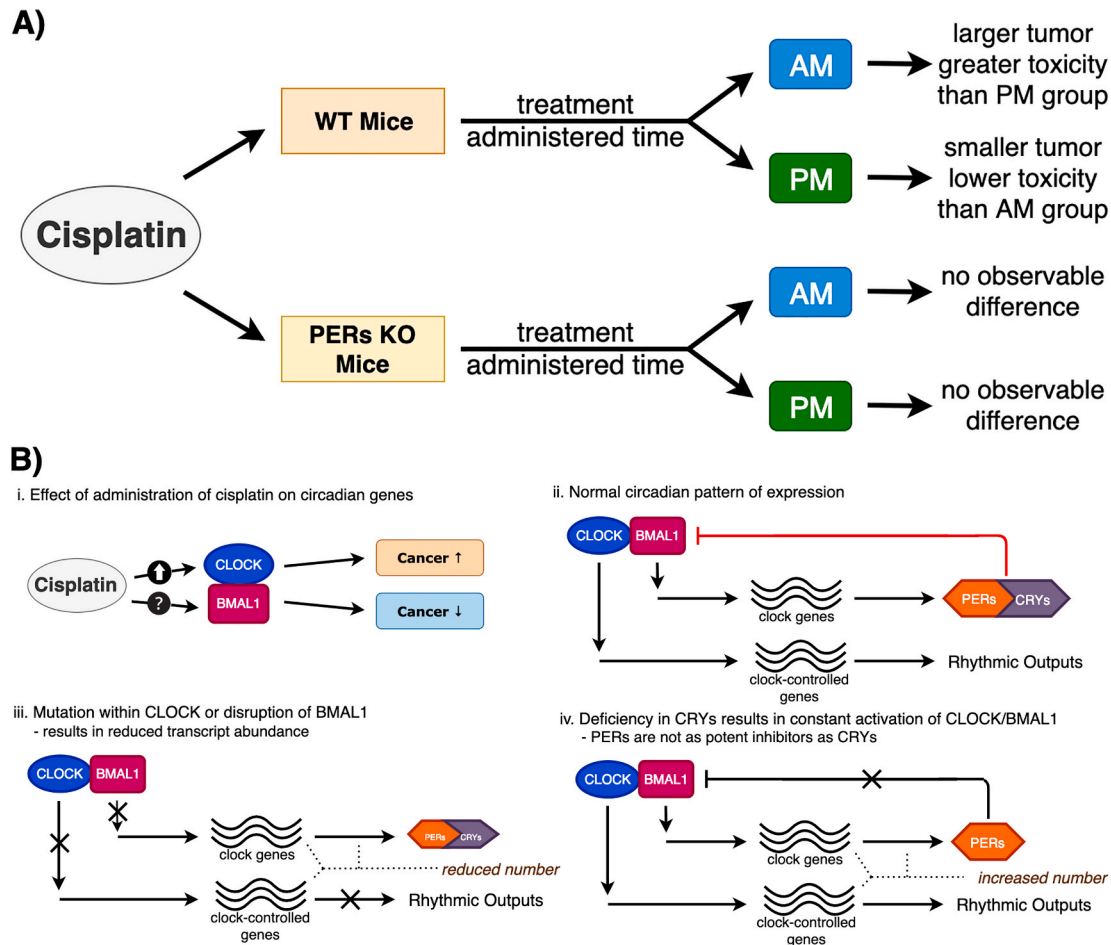 A)
Cisplatin
WT Mice
treatment
administered time
AM
larger tumor
greater toxicity
than PM group
PM
smaller tumor
lower toxicity
than AM group
PERs KO
Mice
treatment
administered time
AM
no observable
difference
PM
no observable
difference
B)
i. Effect of administration of cisplatin on circadian genes
Cisplatin
?
CLOCK
BMAL1
Cancer ↑
Cancer ↓
ii. Normal circadian pattern of expression
CLOCK
BMAL1
clock genes
PERs
CRYs
clock-controlled
genes
Rhythmic Outputs
iii. Mutation within CLOCK or disruption of BMAL1
- results in reduced transcript abundance
CLOCK
BMAL1
clock genes
PERs
CRYs
reduced number
clock-controlled
genes
Rhythmic Outputs
iv. Deficiency in CRYs results in constant activation of CLOCK/BMAL1
- PERs are not as potent inhibitors as CRYs
CLOCK
BMAL1
clock genes
PERs
increased number
clock-controlled
genes
Rhythmic Outputs